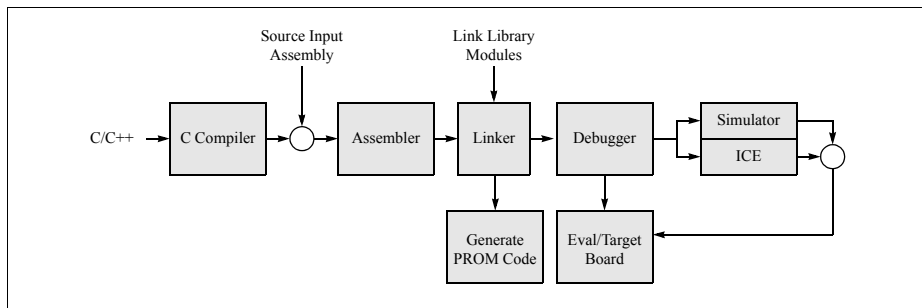 Source Input
Assembly
Link Library
Modules
C/C++
C Compiler
Assembler
Linker
Debugger
Simulator
ICE
Generate
PROM Code
Eval/Target
Board